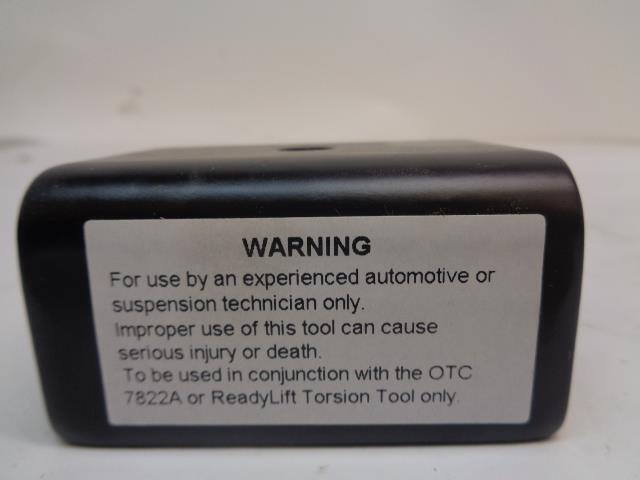 WARNING
For use by an experienced automotive or
suspension technician only.
Improper use of this tool can cause
serious injury or death.
To be used in conjunction with the OTC
7822A or ReadyLift Torsion Tool only.